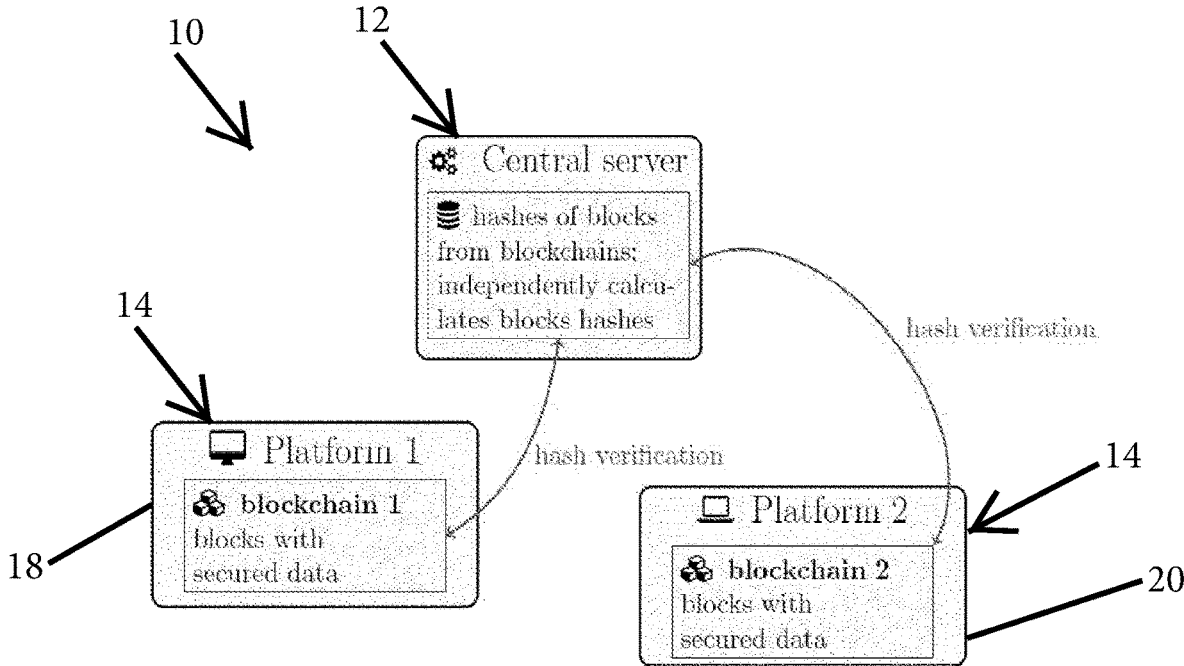 10
12
Central server
hashes of blocks
from blockchains;
independently calcu-
lates blocks hashes
hash verification
14
Platform 1
blockchain 1
blocks with
secured data
18
hash verification
14
Platform 2
blockchain 2
blocks with
secured data
20